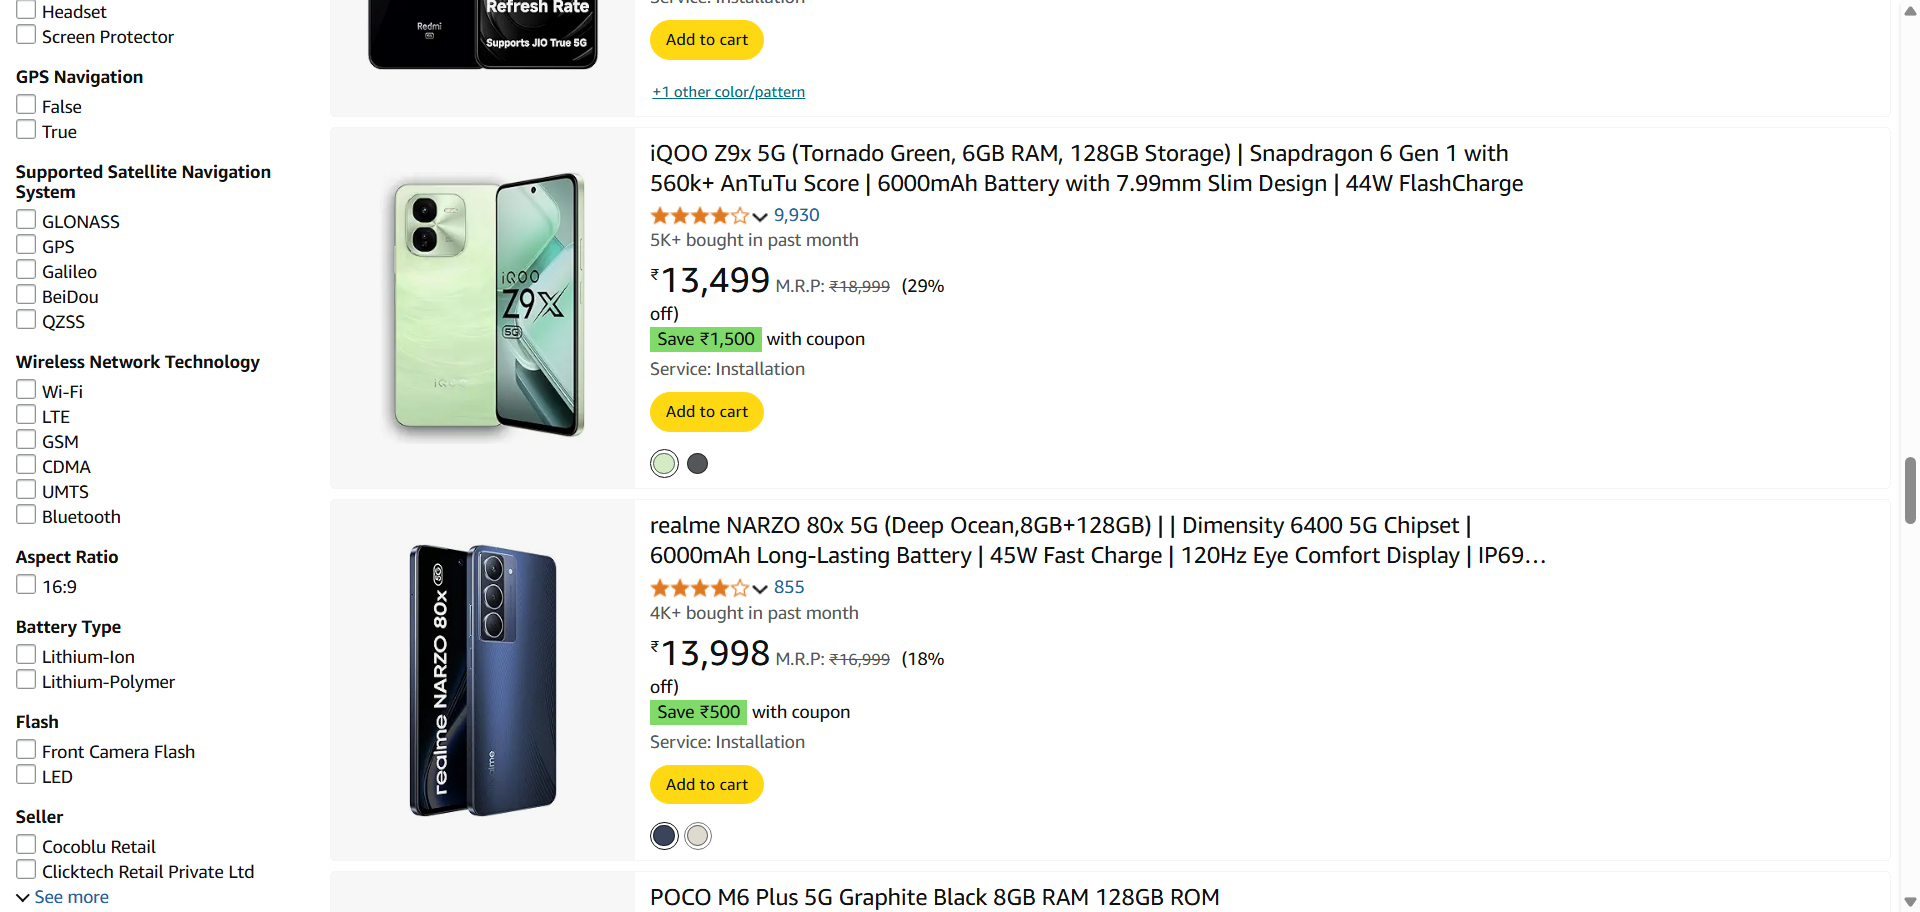 Headset
Screen Protector
GPS Navigation
False
True
Supported Satellite Navigation
System
GLONASS
GPS
Galileo
BeiDou
QZSS
Wireless Network Technology
Wi-Fi
LTE
GSM
CDMA
UMTS
Bluetooth
Aspect Ratio
16:9
Battery Type
Lithium-Ion
Lithium-Polymer
Flash
Front Camera Flash
LED
Seller
Cocoblu Retail
Clicktech Retail Private Ltd
See more
Refresh Rate
Redmi
5G
Supports JIO True 5G
Service: Installation
Add to cart
+1 other color/pattern
iQOO
Z9X
5G
iQOO Z9x 5G (Tornado Green, 6GB RAM, 128GB Storage) | Snapdragon 6 Gen 1 with
560k+ AnTuTu Score | 6000mAh Battery with 7.99mm Slim Design | 44W FlashCharge
9,930
5K+ bought in past month
₹13,499 M.R.P: ₹18,999 (29%
off)
Save ₹1,500 with coupon
Service: Installation
Add to cart
realme NARZO 80x 5G
realme
realme NARZO 80x 5G (Deep Ocean,8GB+128GB) | | Dimensity 6400 5G Chipset |
6000mAh Long-Lasting Battery | 45W Fast Charge | 120Hz Eye Comfort Display | IP69…
855
4K+ bought in past month
₹13,998 M.R.P: ₹16,999 (18%
off)
Save ₹500 with coupon
Service: Installation
Add to cart
POCO M6 Plus 5G Graphite Black 8GB RAM 128GB ROM